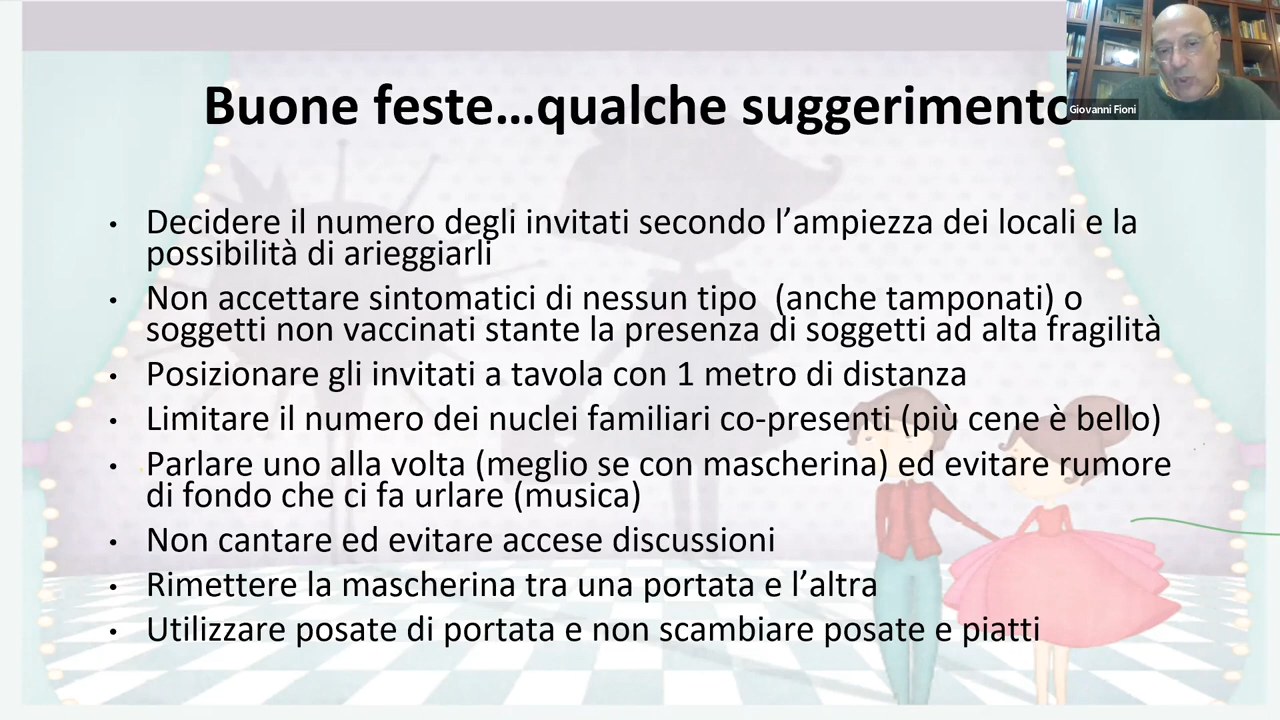 Buone feste...qualche suggerimento
Giovanni Fioni
• Decidere il numero degli invitati secondo l’ampiezza dei locali e la
possibilità di arieggiarli
• Non accettare sintomatici di nessun tipo (anche tamponati) o
soggetti non vaccinati stante la presenza di soggetti ad alta fragilità
• Posizionare gli invitati a tavola con 1 metro di distanza
• Limitare il numero dei nuclei familiari co-presenti (più cene è bello)
• Parlare uno alla volta (meglio se con mascherina) ed evitare rumore
di fondo che ci fa urlare (musica)
• Non cantare ed evitare accese discussioni
• Rimettere la mascherina tra una portata e l’altra
• Utilizzare posate di portata e non scambiare posate e piatti